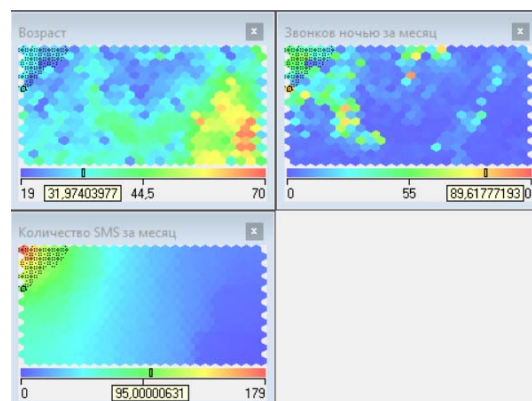 Возраст x
Звонков ночью за месяц x
19 31,97403977 44,5 70
0 55 89,61777193 0
Количество SMS за месяц x
0 95,00000631 179